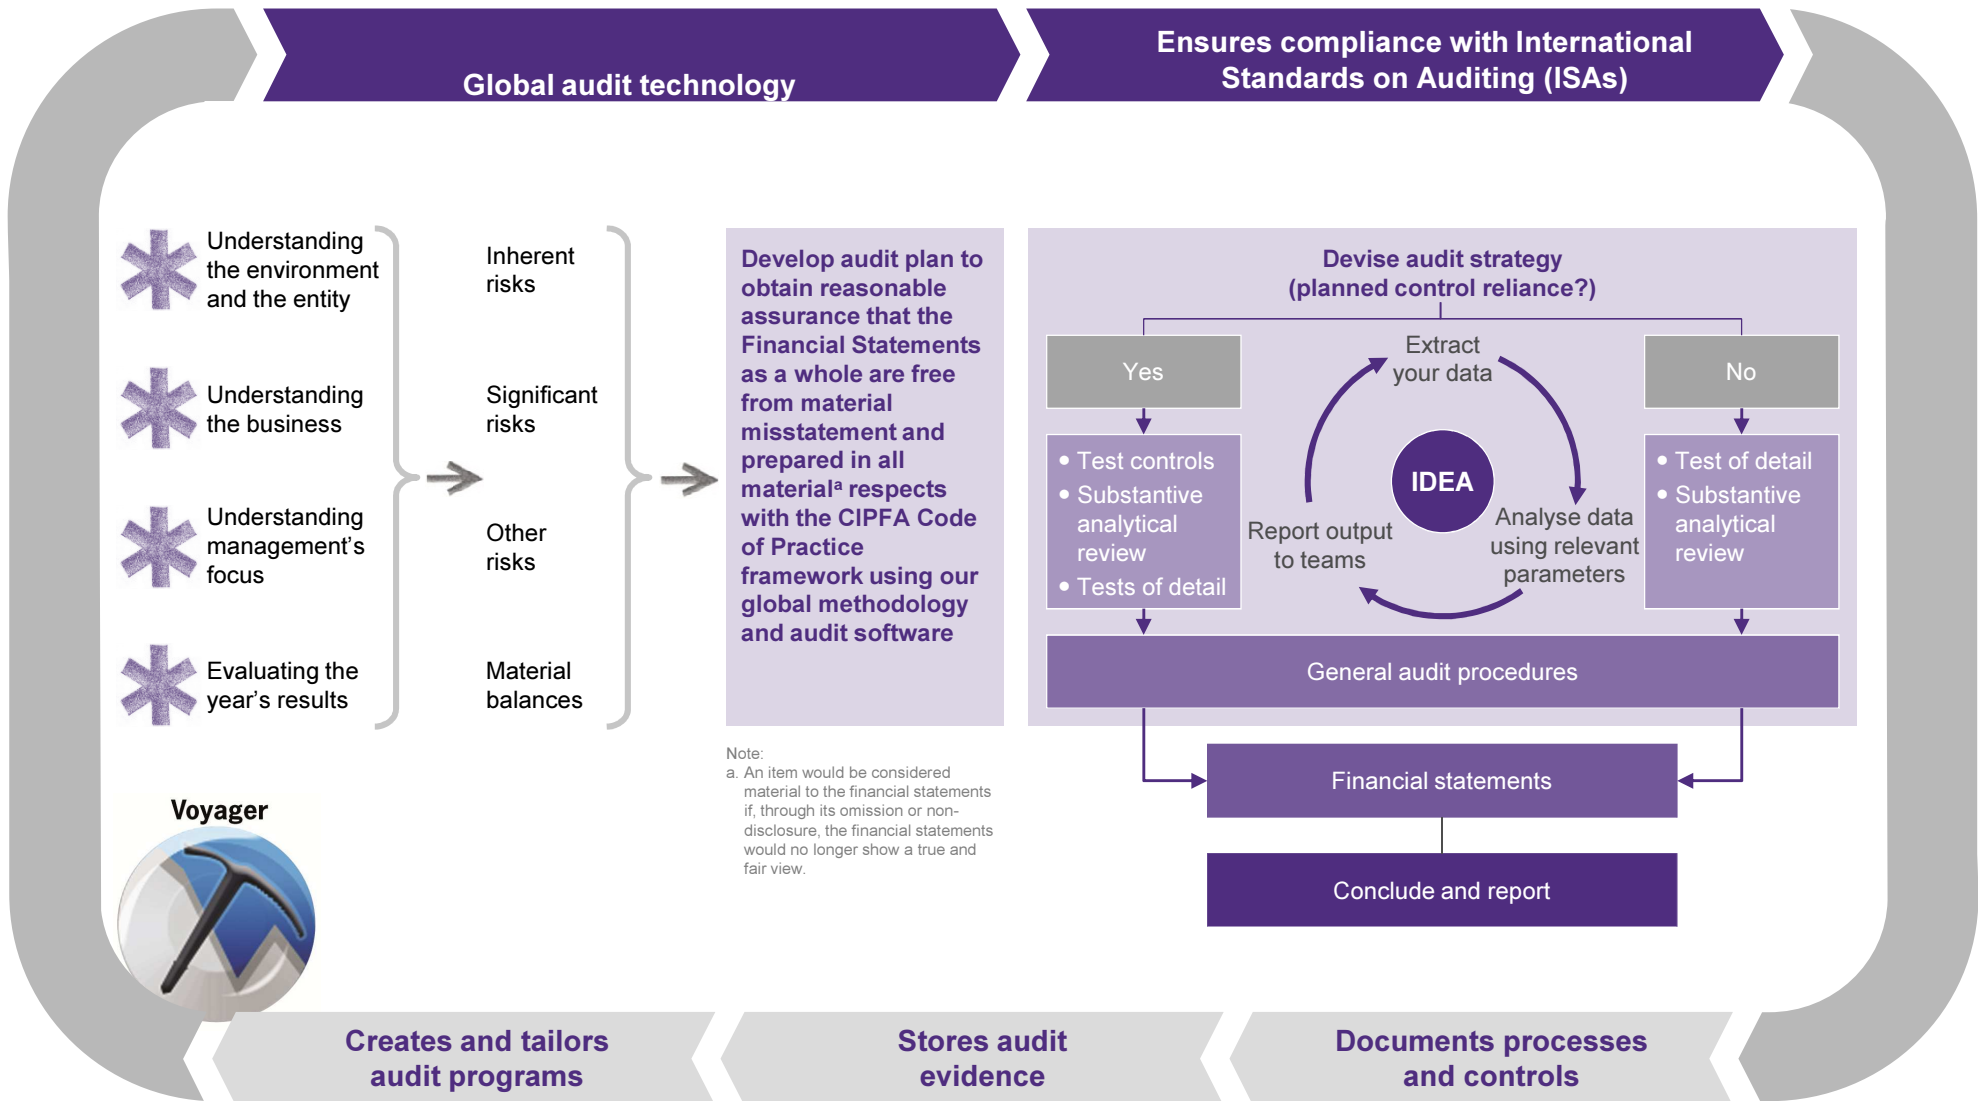 Global audit technology
Ensures compliance with International
Standards on Auditing (ISAs)
Understanding
the environment
and the entity
Understanding
the business
Understanding
management's
focus
Evaluating the
year's results
Inherent
risks
Significant
risks
Other
risks
Material
balances
Develop audit plan to
obtain reasonable
assurance that the
Financial Statements
as a whole are free
from material
misstatement and
prepared in all
materialª respects
with the CIPFA Code
of Practice
framework using our
global methodology
and audit software
Note:
a. An item would be considered
material to the financial statements
if, through its omission or non-
disclosure, the financial statements
would no longer show a true and
fair view.
Devise audit strategy
(planned control reliance?)
Yes
• Test controls
• Substantive
analytical
review
• Tests of detail
Extract
your data
IDEA
Analyse data
using relevant
parameters
Report output
to teams
No
• Test of detail
• Substantive
analytical
review
General audit procedures
Financial statements
Conclude and report
Voyager
Creates and tailors
audit programs
Stores audit
evidence
Documents processes
and controls